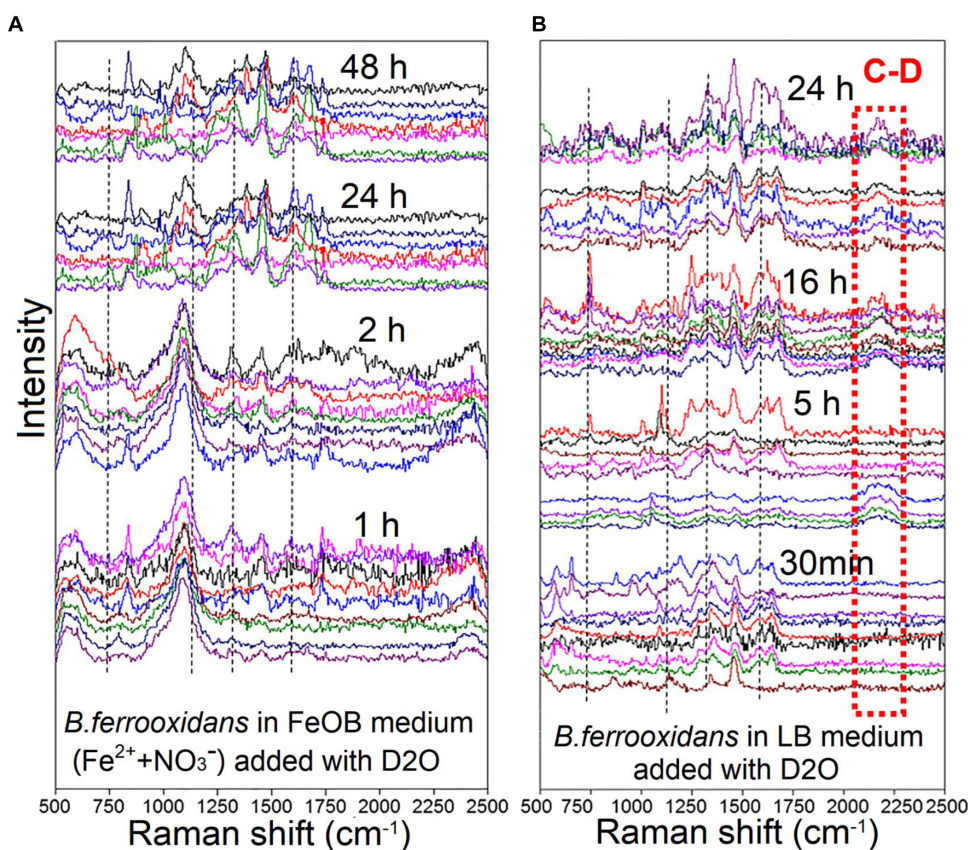 A
B
48 h
24 h
2 h
1 h
Intensity
B.ferrooxidans in FeOB medium
(Fe²⁺+NO₃⁻) added with D2O
500 750 1000 1250 1500 1750 2000 2250 2500
Raman shift (cm⁻¹)
C-D
24 h
16 h
5 h
30min
B.ferrooxidans in LB medium
added with D2O
500 750 1000 1250 1500 1750 2000 2250 2500
Raman shift (cm⁻¹)